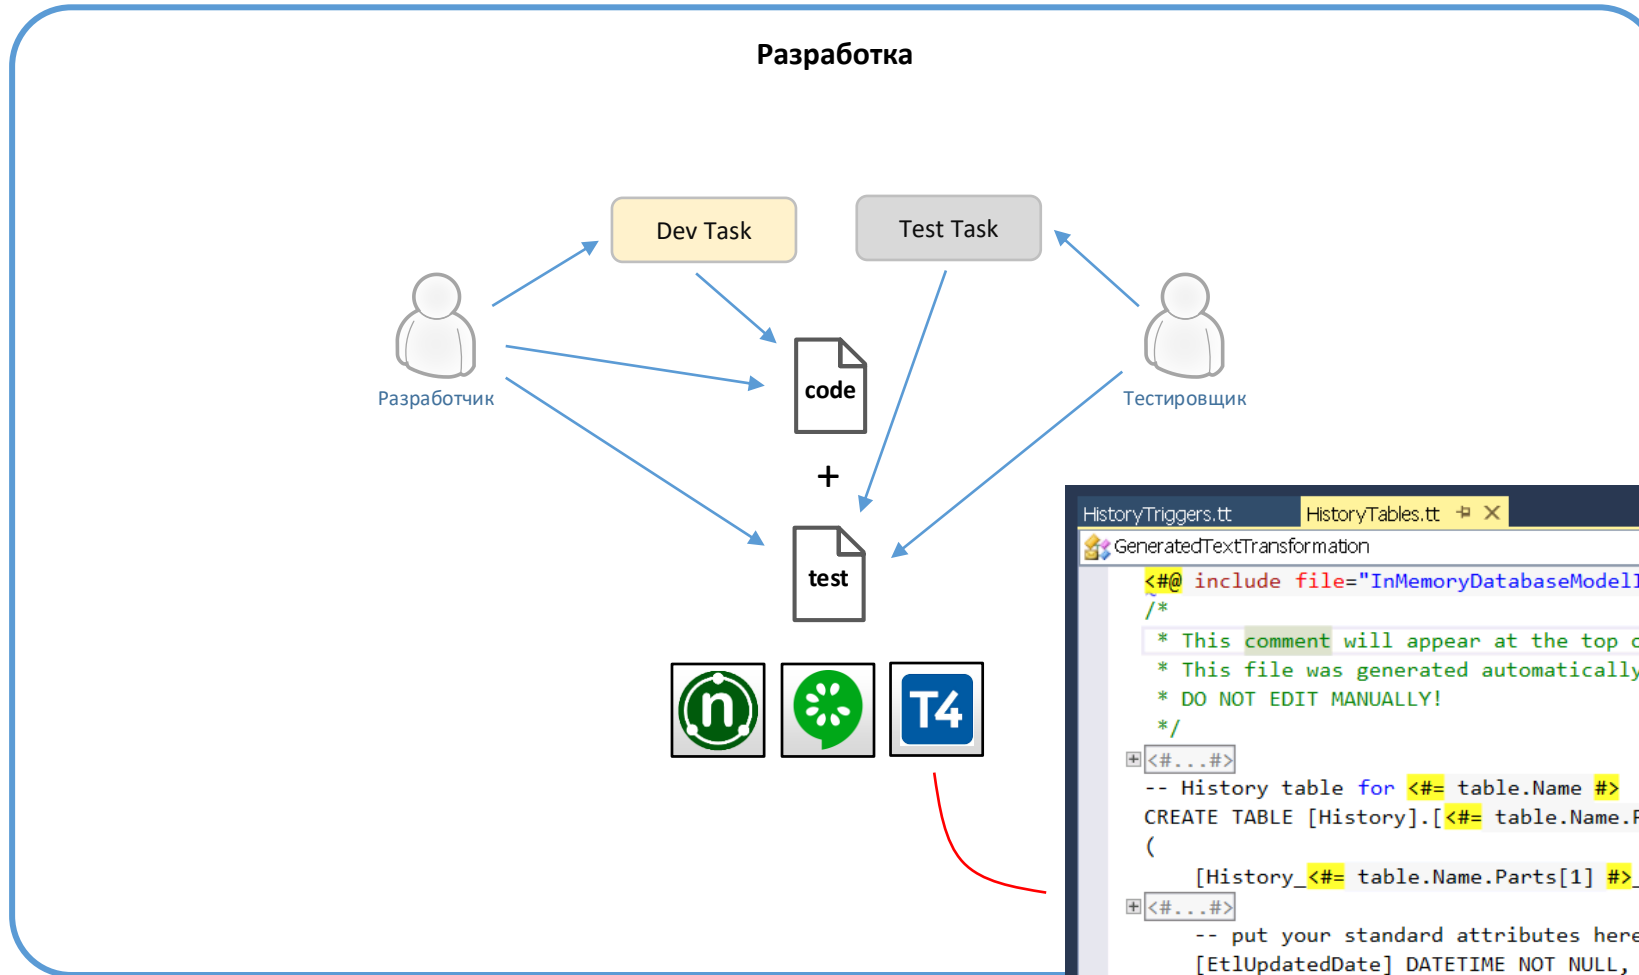 Разработка
Dev Task
Test Task
Разработчик
Тестировщик
code
+
test
n
T4
HistoryTriggers.tt
HistoryTables.tt
GeneratedTextTransformation
<#@ include file="InMemoryDatabaseModel
/*
* This comment will appear at the top
* This file was generated automatically
* DO NOT EDIT MANUALLY!
*/
<#...#>
-- History table for <#= table.Name #>
CREATE TABLE [History].[<#= table.Name.
(
[History_<#= table.Name.Parts[1] #>_
<#...#>
-- put your standard attributes here
[EtlUpdatedDate] DATETIME NOT NULL,